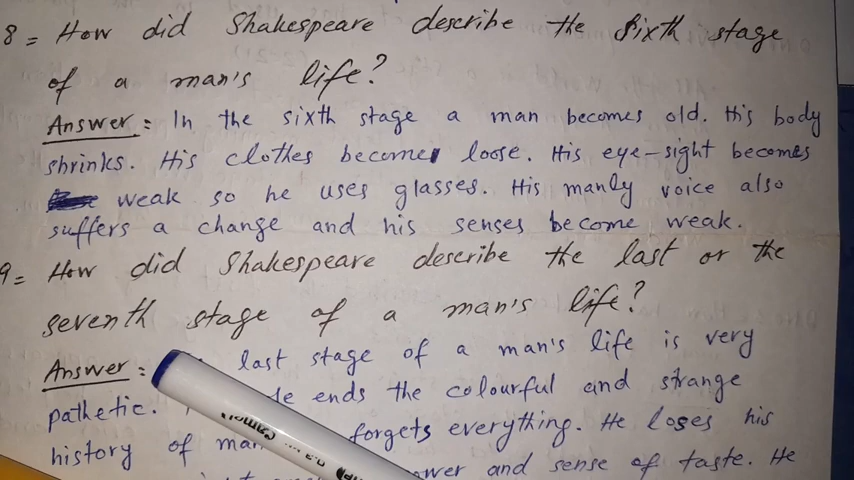 8 = How did Shakespeare describe the sixth stage
of a man's life?
Answer: In the sixth stage a man becomes old. His body
shrinks. His clothes become loose. His eye-sight becomes
weak so he uses glasses. His manly voice also
suffers a change and his senses become weak.
9= How did Shakespeare describe the last or the
seventh stage of a man's life?
Answer: last stage of a man's life is very
pathetic. ends the colourful and strange
history of man forgets everything. He loses his
and sense of taste. He
Camel